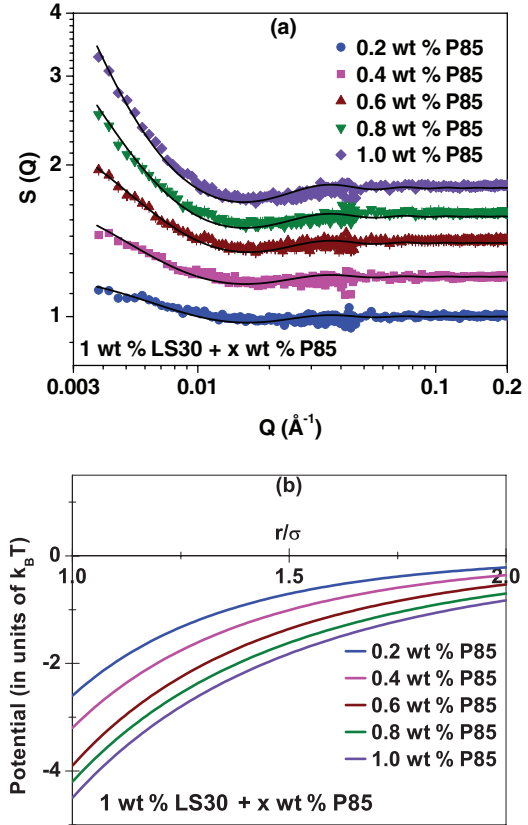 (a)
0.2 wt % P85
0.4 wt % P85
0.6 wt % P85
0.8 wt % P85
1.0 wt % P85
4
3
2
1
S (Q)
1 wt % LS30 + x wt % P85
0.003
0.01
0.1
0.2
Q (Å-1)
(b)
r/σ
0
1.0
1.5
2.0
-2
-4
Potential (in units of kBT)
0.2 wt % P85
0.4 wt % P85
0.6 wt % P85
0.8 wt % P85
1.0 wt % P85
1 wt % LS30 + x wt % P85